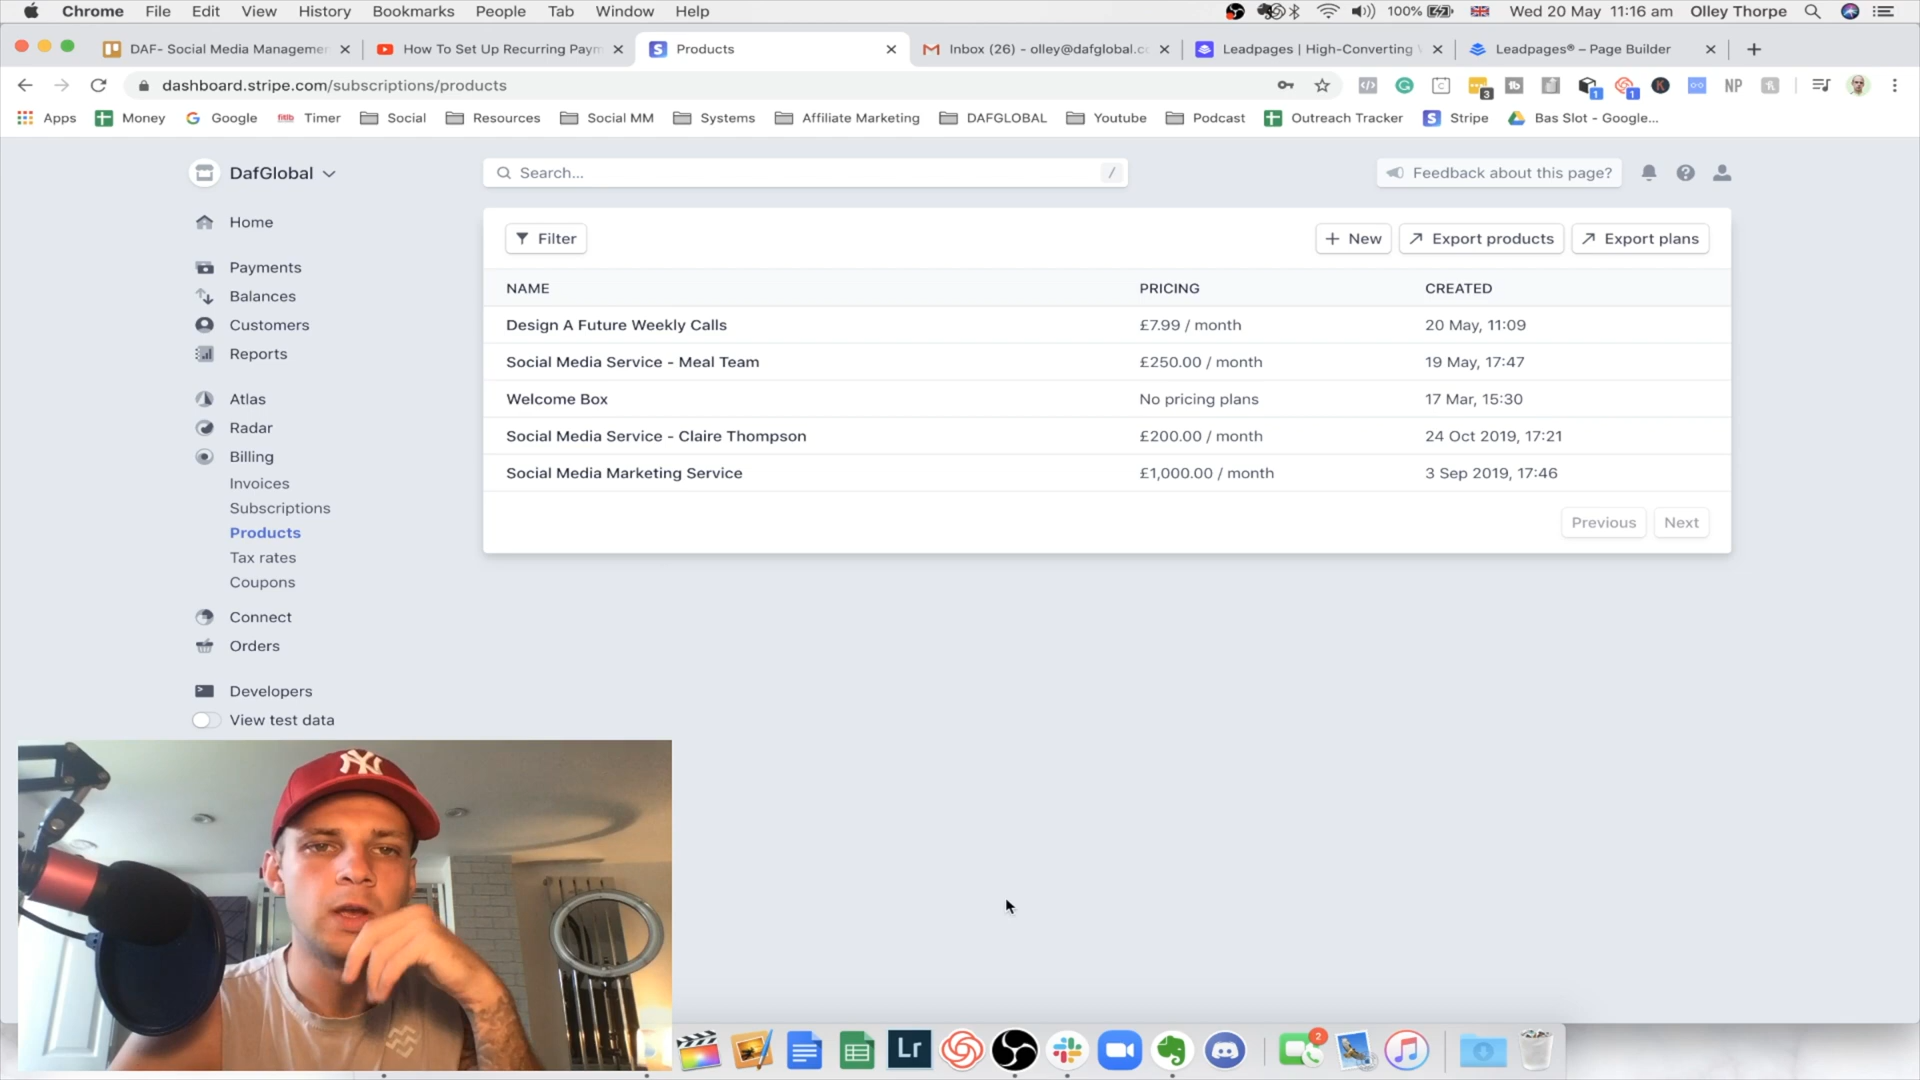 Chrome File Edit View History Bookmarks People Tab Window Help 100% Wed 20 May 11:16 am Olley Thorpe
DAF- Social Media Managemen How To Set Up Recurring Paym Products Inbox (26) - olley@dafglobal.c Leadpages | High-Converting Leadpages® – Page Builder
dashboard.stripe.com/subscriptions/products 3 1 1 NP
Apps Money Google Timer Social Resources Social MM Systems Affiliate Marketing DAFGLOBAL Youtube Podcast Outreach Tracker Stripe Bas Slot - Google...
DafGlobal Search... / Feedback about this page?
Home
Payments
Balances
Customers
Reports
Atlas
Radar
Billing
Invoices
Subscriptions
Products
Tax rates
Coupons
Connect
Orders
Developers
View test data
Filter + New Export products Export plans
NAME PRICING CREATED
Design A Future Weekly Calls £7.99 / month 20 May, 11:09
Social Media Service - Meal Team £250.00 / month 19 May, 17:47
Welcome Box No pricing plans 17 Mar, 15:30
Social Media Service - Claire Thompson £200.00 / month 24 Oct 2019, 17:21
Social Media Marketing Service £1,000.00 / month 3 Sep 2019, 17:46
Previous Next
NY
Lr 2